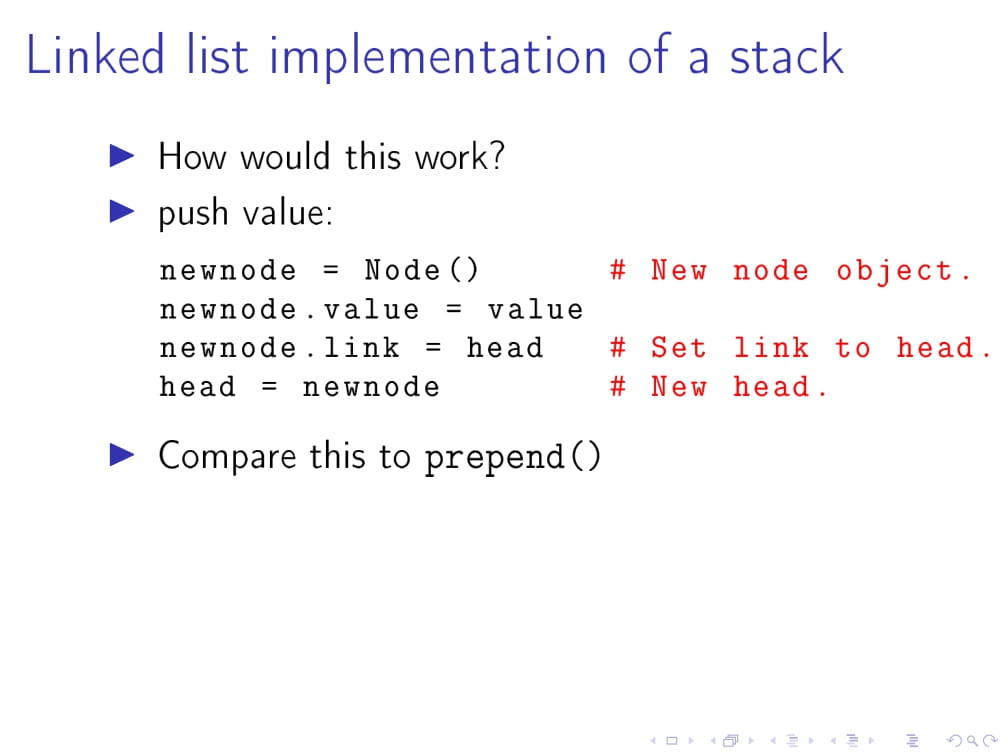 Linked list implementation of a stack
How would this work?
push value:
newnode = Node() # New node object.
newnode.value = value
newnode.link = head # Set link to head.
head = newnode # New head.
Compare this to prepend()